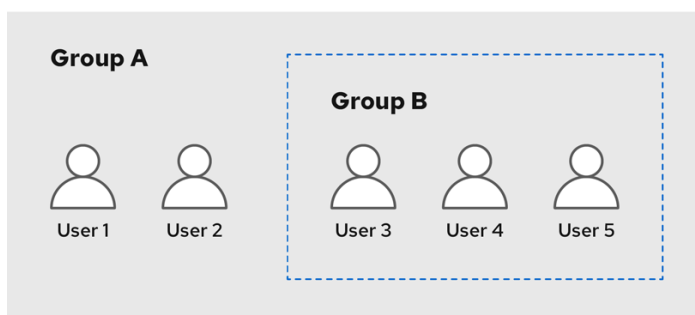 Group A
Group B
User 1
User 2
User 3
User 4
User 5